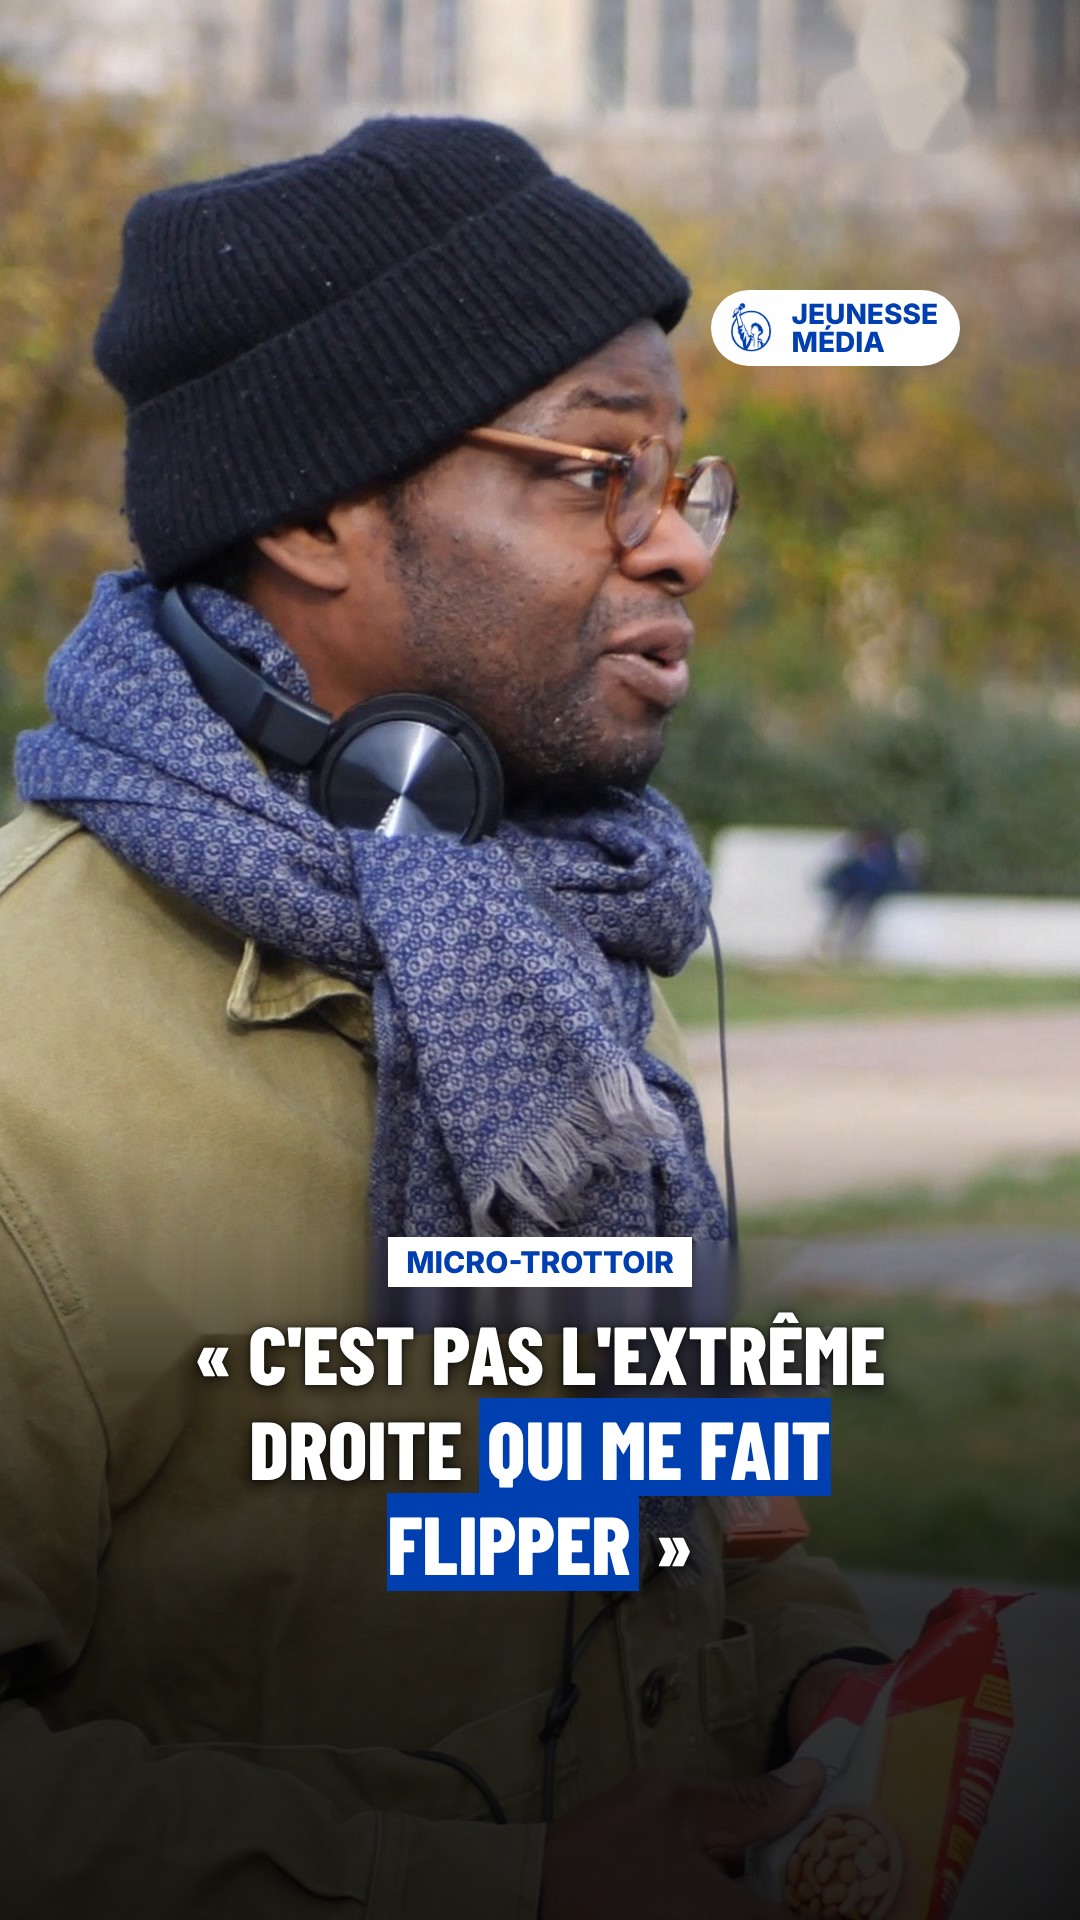 JEUNESSE
MÉDIA
MICRO-TROTTOIR
« C'EST PAS L'EXTRÊME
DROITE QUI ME FAIT
FLIPPER »